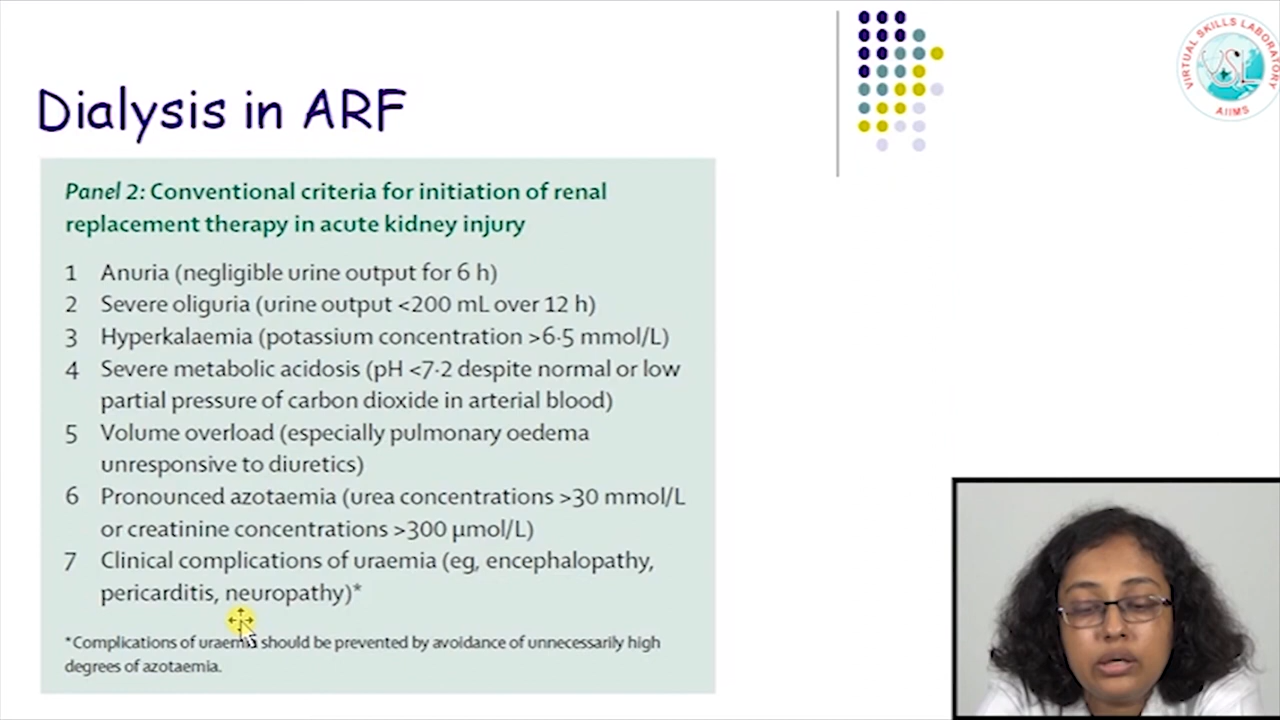 Dialysis in ARF
VIRTUAL SKILLS LABORATORY
VSL
AIIMS
Panel 2: Conventional criteria for initiation of renal
replacement therapy in acute kidney injury
1 Anuria (negligible urine output for 6 h)
2 Severe oliguria (urine output <200 mL over 12 h)
3 Hyperkalaemia (potassium concentration >6·5 mmol/L)
4 Severe metabolic acidosis (pH <7·2 despite normal or low
partial pressure of carbon dioxide in arterial blood)
5 Volume overload (especially pulmonary oedema
unresponsive to diuretics)
6 Pronounced azotaemia (urea concentrations >30 mmol/L
or creatinine concentrations >300 µmol/L)
7 Clinical complications of uraemia (eg, encephalopathy,
pericarditis, neuropathy)*
*Complications of uraemia should be prevented by avoidance of unnecessarily high
degrees of azotaemia.